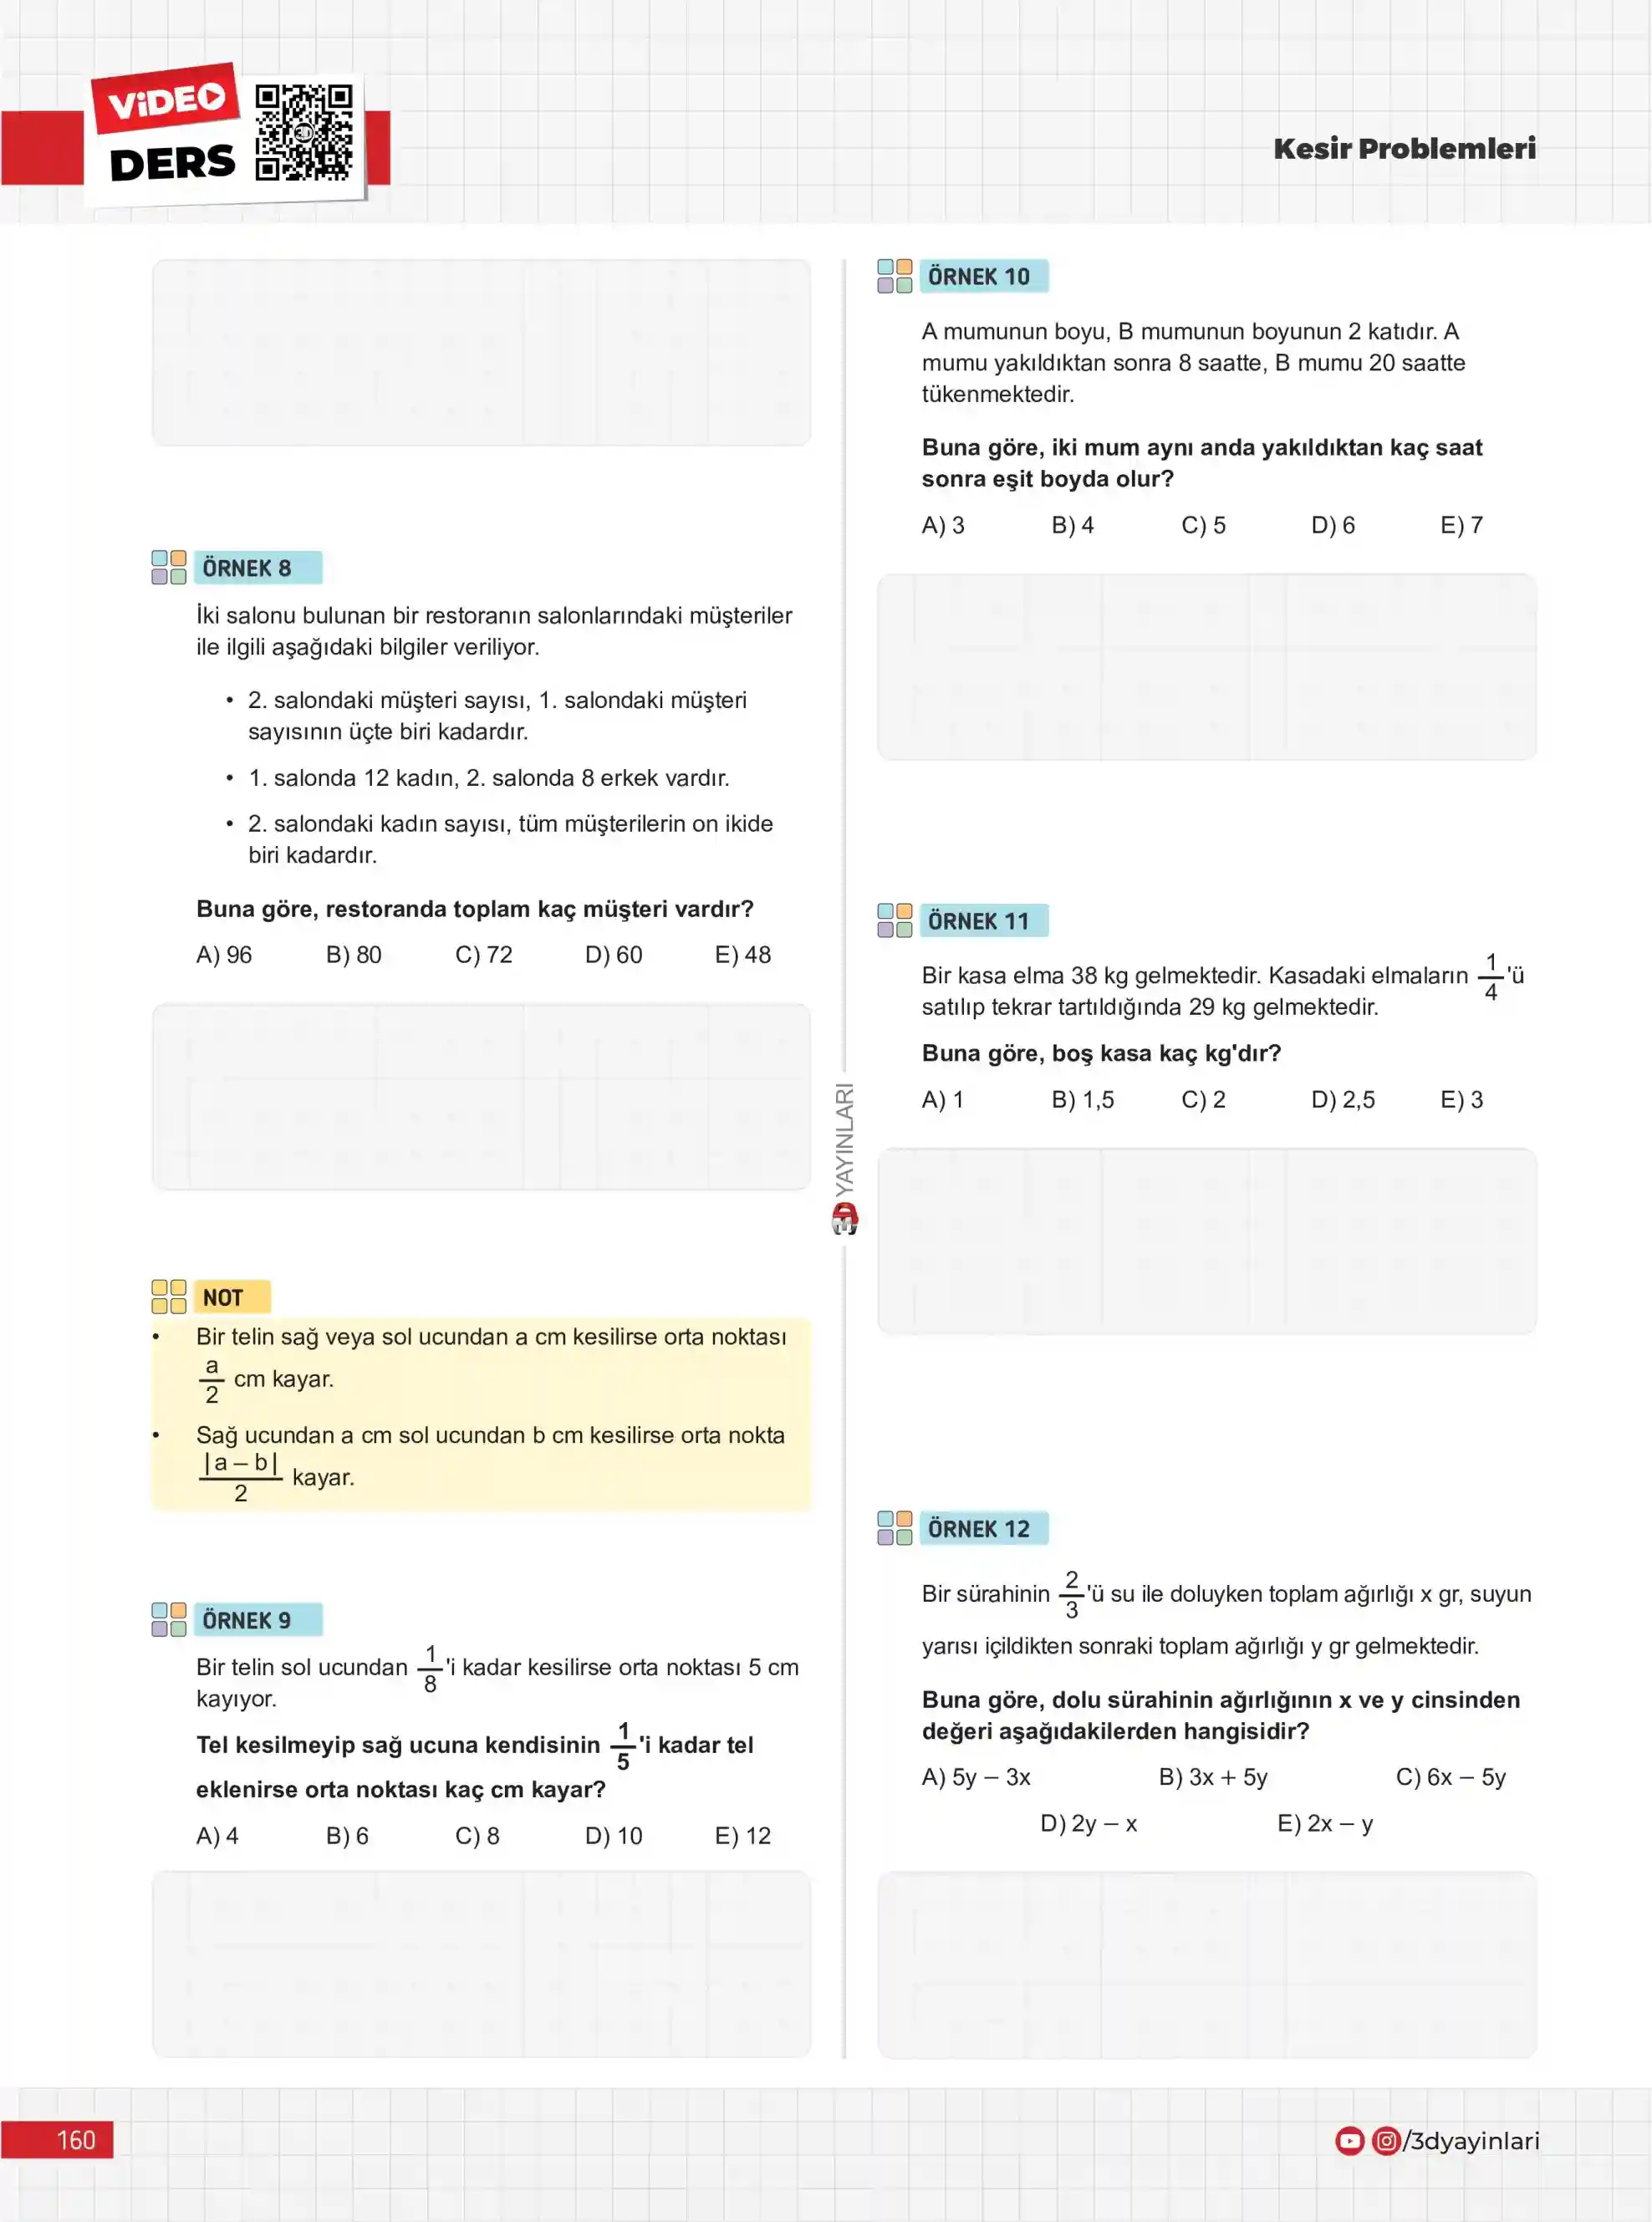 VİDEO
DERS
Kesir Problemleri
ÖRNEK 8
İki salonu bulunan bir restoranın salonlarındaki müşteriler
ile ilgili aşağıdaki bilgiler veriliyor.
• 2. salondaki müşteri sayısı, 1. salondaki müşteri
sayısının üçte biri kadardır.
• 1. salonda 12 kadın, 2. salonda 8 erkek vardır.
• 2. salondaki kadın sayısı, tüm müşterilerin on ikide
biri kadardır.
Buna göre, restoranda toplam kaç müşteri vardır?
A) 96 B) 80 C) 72 D) 60 E) 48
NOT
• Bir telin sağ veya sol ucundan a cm kesilirse orta noktası
a/2 cm kayar.
• Sağ ucundan a cm sol ucundan b cm kesilirse orta nokta
|a – b|/2 kayar.
ÖRNEK 9
Bir telin sol ucundan 1/8'i kadar kesilirse orta noktası 5 cm
kayıyor.
Tel kesilmeyip sağ ucuna kendisinin 1/5'i kadar tel
eklenirse orta noktası kaç cm kayar?
A) 4 B) 6 C) 8 D) 10 E) 12
YAYINLARI
ÖRNEK 10
A mumunun boyu, B mumunun boyunun 2 katıdır. A
mumu yakıldıktan sonra 8 saatte, B mumu 20 saatte
tükenmektedir.
Buna göre, iki mum aynı anda yakıldıktan kaç saat
sonra eşit boyda olur?
A) 3 B) 4 C) 5 D) 6 E) 7
ÖRNEK 11
Bir kasa elma 38 kg gelmektedir. Kasadaki elmaların 1/4'ü
satılıp tekrar tartıldığında 29 kg gelmektedir.
Buna göre, boş kasa kaç kg'dır?
A) 1 B) 1,5 C) 2 D) 2,5 E) 3
ÖRNEK 12
Bir sürahinin 2/3'ü su ile doluyken toplam ağırlığı x gr, suyun
yarısı içildikten sonraki toplam ağırlığı y gr gelmektedir.
Buna göre, dolu sürahinin ağırlığının x ve y cinsinden
değeri aşağıdakilerden hangisidir?
A) 5y – 3x B) 3x + 5y C) 6x – 5y
D) 2y – x E) 2x – y
160
/3dyayinlari